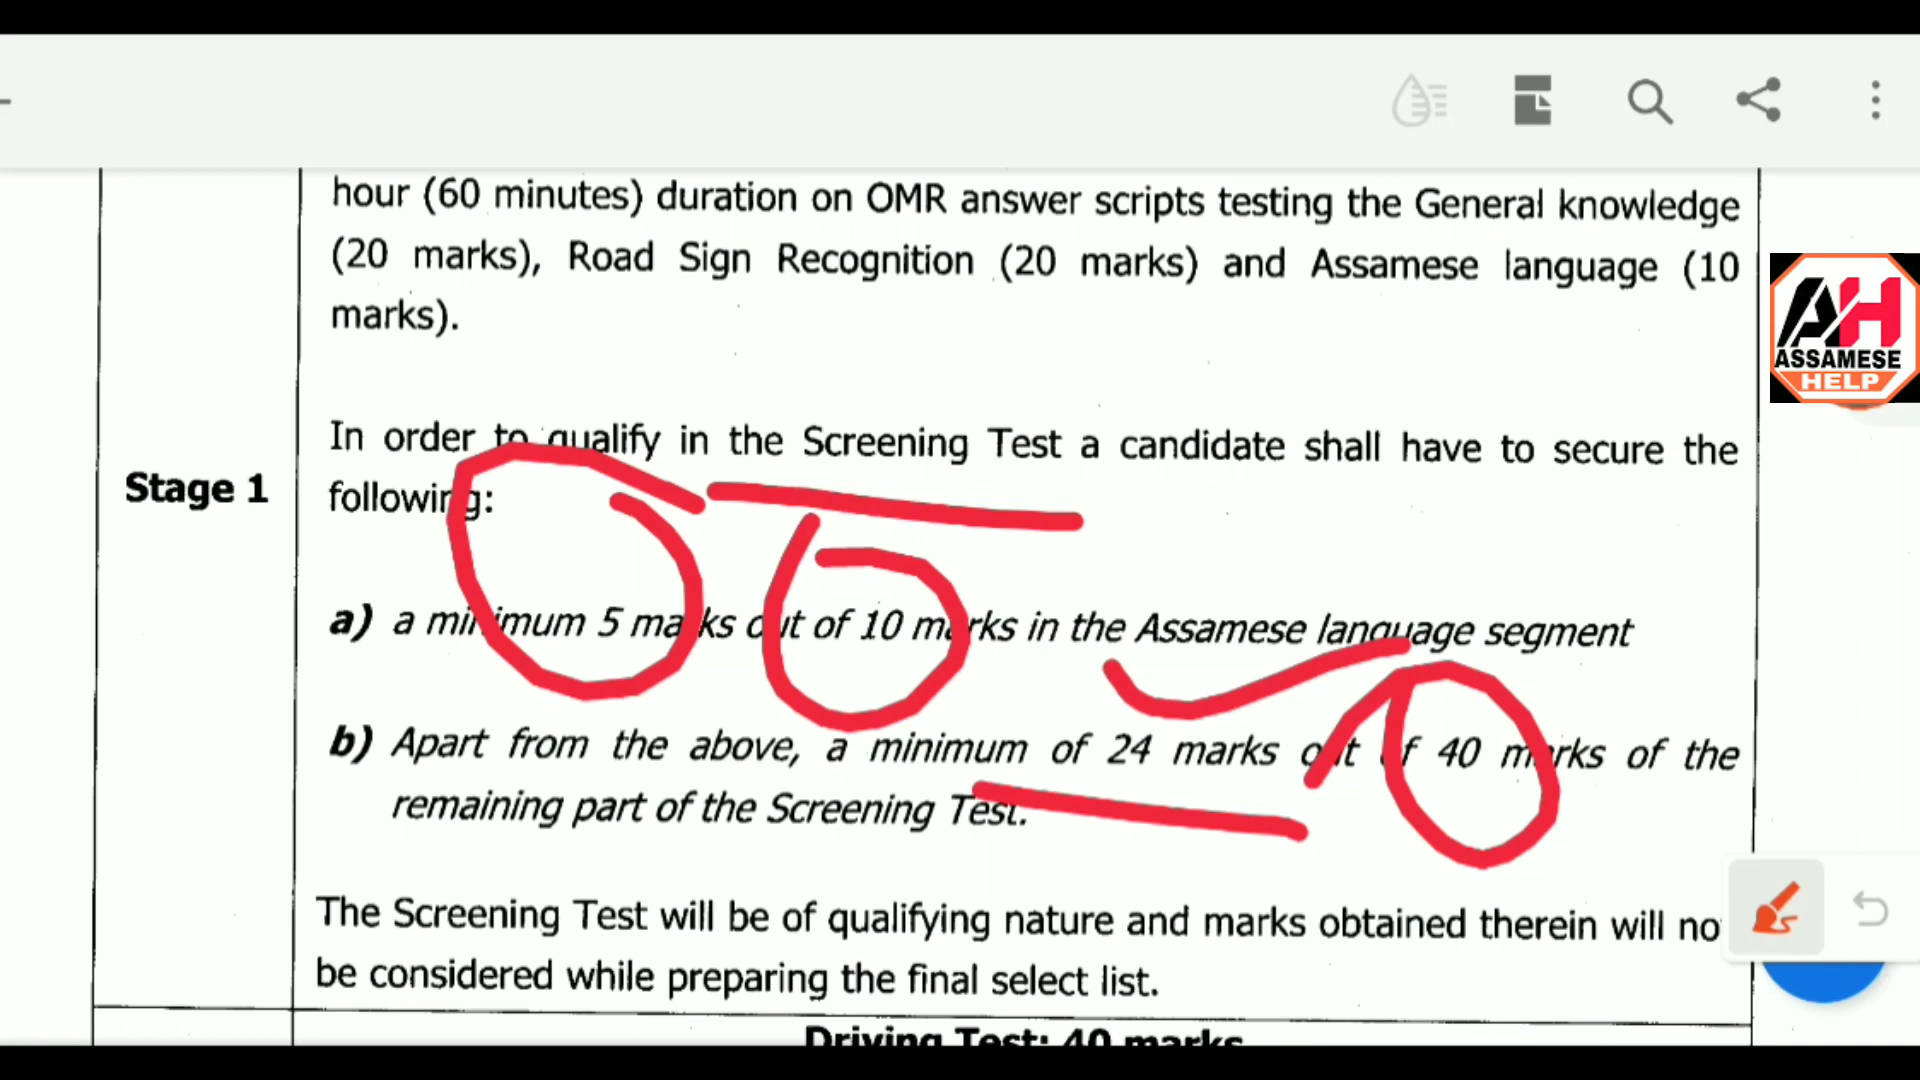 hour (60 minutes) duration on OMR answer scripts testing the General knowledge
(20 marks), Road Sign Recognition (20 marks) and Assamese language (10
marks).
In order to qualify in the Screening Test a candidate shall have to secure the
following:
Stage 1
a) a minimum 5 marks out of 10 marks in the Assamese language segment
b) Apart from the above, a minimum of 24 marks out of 40 marks of the
remaining part of the Screening Test.
The Screening Test will be of qualifying nature and marks obtained therein will no
be considered while preparing the final select list.
Driving Test: 40 marks
AH
ASSAMESE
HELP